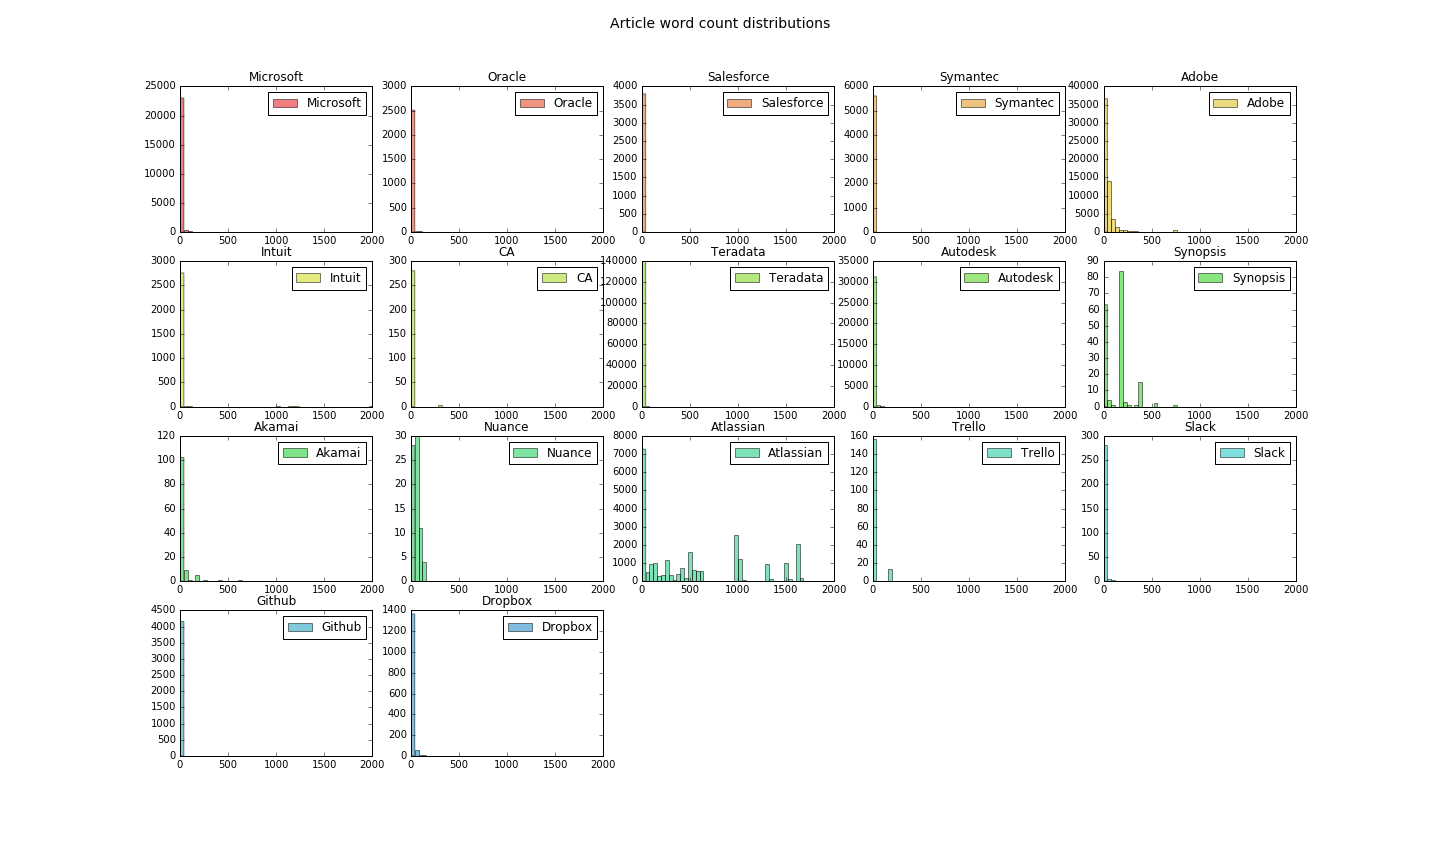 Article word count distributions
Microsoft
25000
20000
15000
10000
5000
0
0 500 1000 1500 2000
Microsoft
Oracle
3000
2500
2000
1500
1000
500
0
0 500 1000 1500 2000
Oracle
Salesforce
4000
3500
3000
2500
2000
1500
1000
500
0
0 500 1000 1500 2000
Salesforce
Symantec
6000
5000
4000
3000
2000
1000
0
0 500 1000 1500 2000
Symantec
Adobe
40000
35000
30000
25000
20000
15000
10000
5000
0
0 500 1000 1500 2000
Adobe
Intuit
3000
2500
2000
1500
1000
500
0
0 500 1000 1500 2000
Intuit
CA
300
250
200
150
100
50
0
0 500 1000 1500 2000
CA
Teradata
140000
120000
100000
80000
60000
40000
20000
0
0 500 1000 1500 2000
Teradata
Autodesk
35000
30000
25000
20000
15000
10000
5000
0
0 500 1000 1500 2000
Autodesk
Synopsis
90
80
70
60
50
40
30
20
10
0
0 500 1000 1500 2000
Synopsis
Akamai
120
100
80
60
40
20
0
0 500 1000 1500 2000
Akamai
Nuance
30
25
20
15
10
5
0
0 500 1000 1500 2000
Nuance
Atlassian
8000
7000
6000
5000
4000
3000
2000
1000
0
0 500 1000 1500 2000
Atlassian
Trello
160
140
120
100
80
60
40
20
0
0 500 1000 1500 2000
Trello
Slack
300
250
200
150
100
50
0
0 500 1000 1500 2000
Slack
Github
4500
4000
3500
3000
2500
2000
1500
1000
500
0
0 500 1000 1500 2000
Github
Dropbox
1400
1200
1000
800
600
400
200
0
0 500 1000 1500 2000
Dropbox